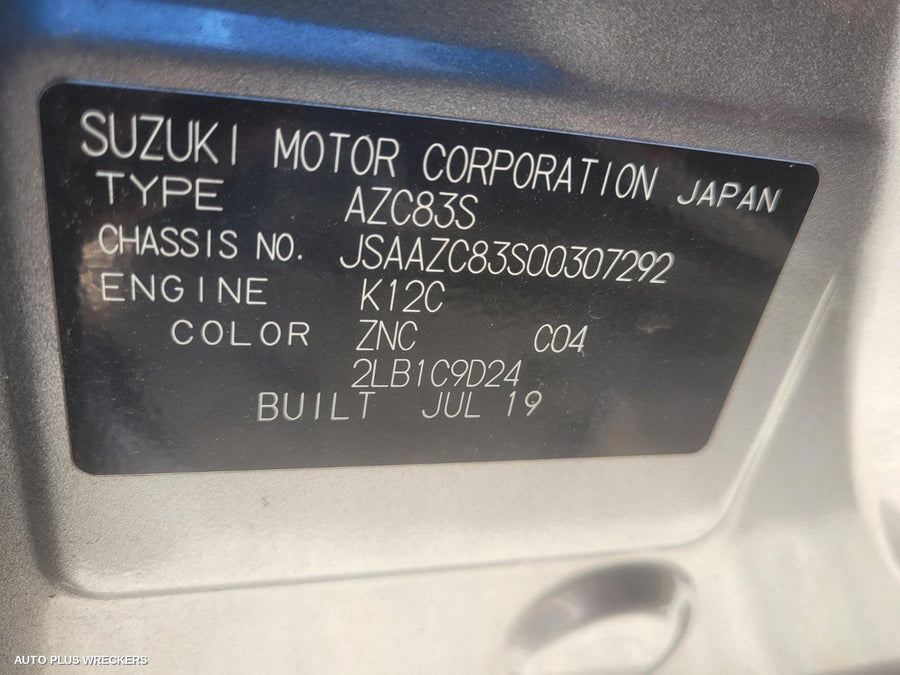 SUZUKI MOTOR CORPORATION JAPAN
TYPE AZC83S
CHASSIS NO. JSAAZC83S00307292
ENGINE K12C
COLOR ZNC C04
2LB1C9D24
BUILT JUL 19
AUTO PLUS WRECKERS